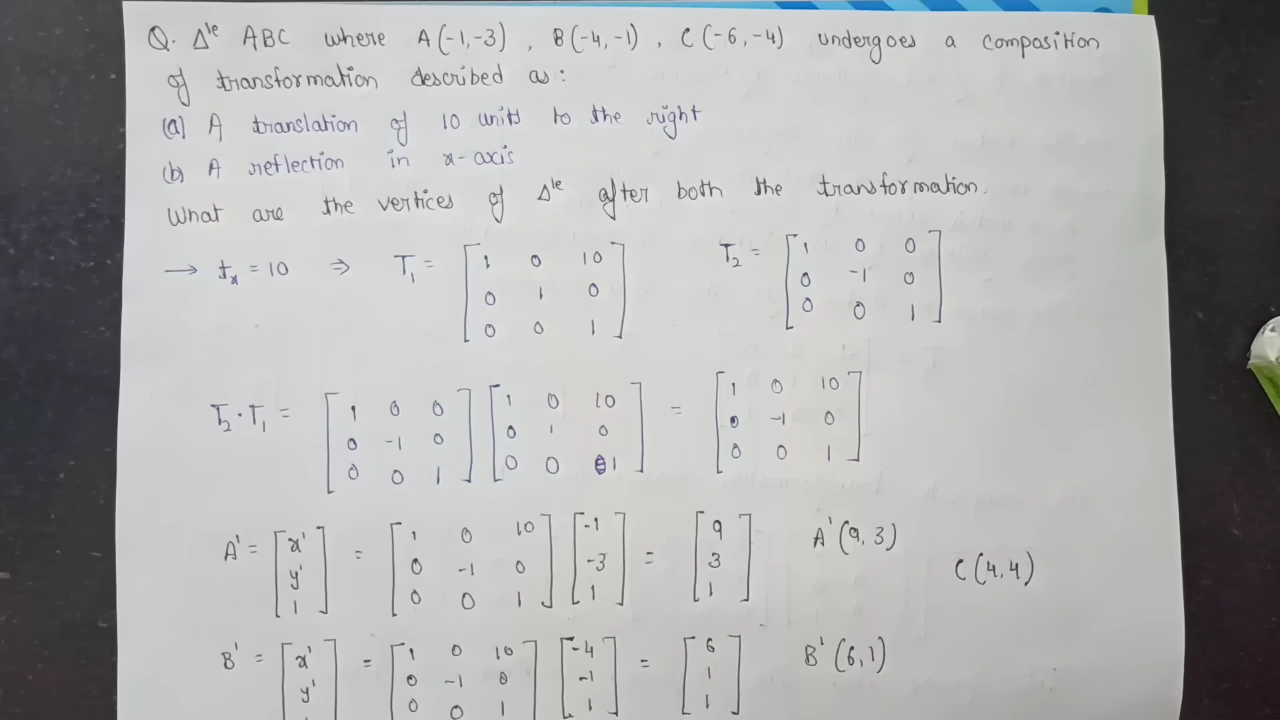 Q. Δle ABC where A(-1,-3), B(-4,-1), C(-6,-4) undergoes a composition
of transformation described as:
(a) A translation of 10 units to the right
(b) A reflection in x-axis
What are the vertices of Δle after both the transformation.
→ tx = 10 ⇒ T1 = [1 0 10; 0 1 0; 0 0 1] T2 = [1 0 0; 0 -1 0; 0 0 1]
T2·T1 = [1 0 0; 0 -1 0; 0 0 1] [1 0 10; 0 1 0; 0 0 1] = [1 0 10; 0 -1 0; 0 0 1]
A' = [x'; y'; 1] = [1 0 10; 0 -1 0; 0 0 1] [-1; -3; 1] = [9; 3; 1] A'(9,3)
C(4,4)
B' = [x'; y'; = [1 0 10; 0 -1 0; 0 0 1 [-4; -1; 1] = [6; 1; 1] B'(6,1)